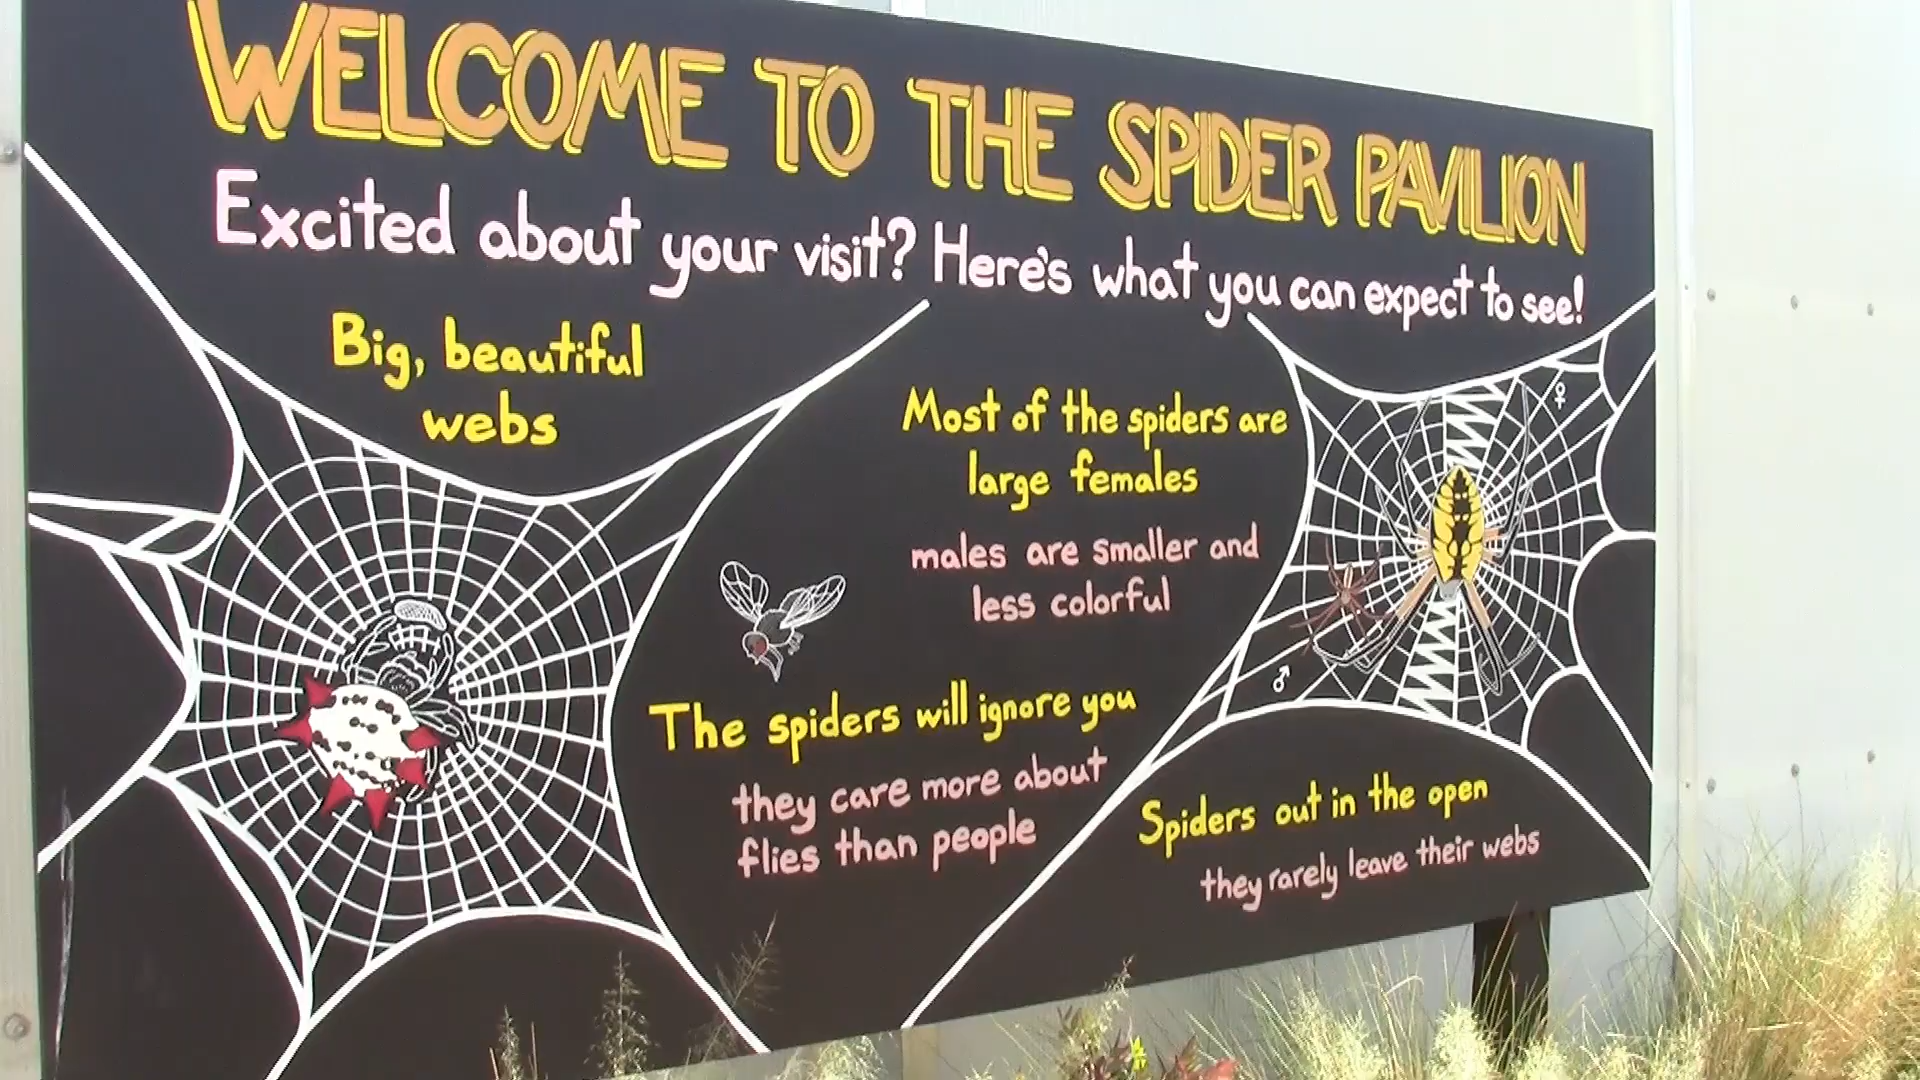 WELCOME TO THE SPIDER PAVILION
Excited about your visit? Here's what you can expect to see!
Big, beautiful
webs
Most of the spiders are
large females
males are smaller and
less colorful
The spiders will ignore you
they care more about
flies than people
Spiders out in the open
they rarely leave their webs
♀
♂